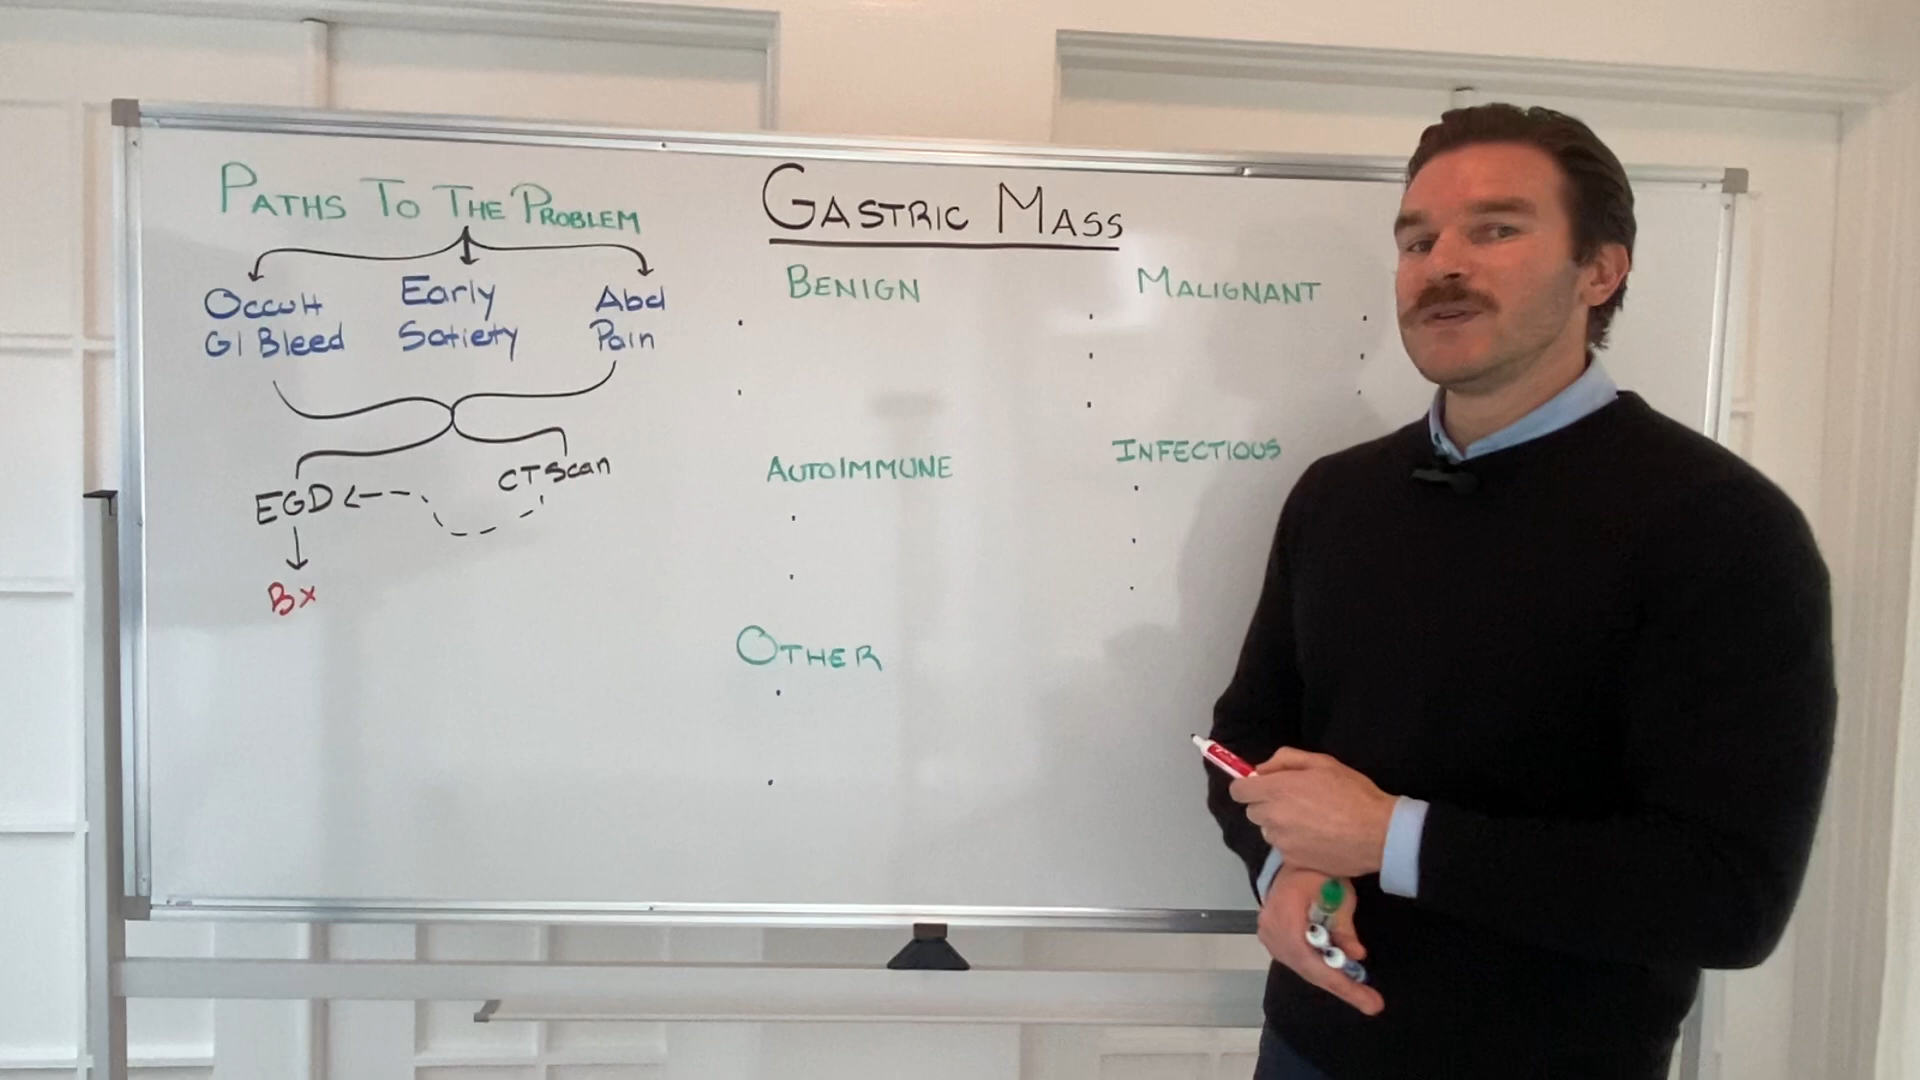 PATHS TO THE PROBLEM
Occult
GI Bleed
Early
Satiety
Abd
Pain
CT Scan
EGD
Bx
GASTRIC MASS
BENIGN
MALIGNANT
AUTOIMMUNE
INFECTIOUS
OTHER